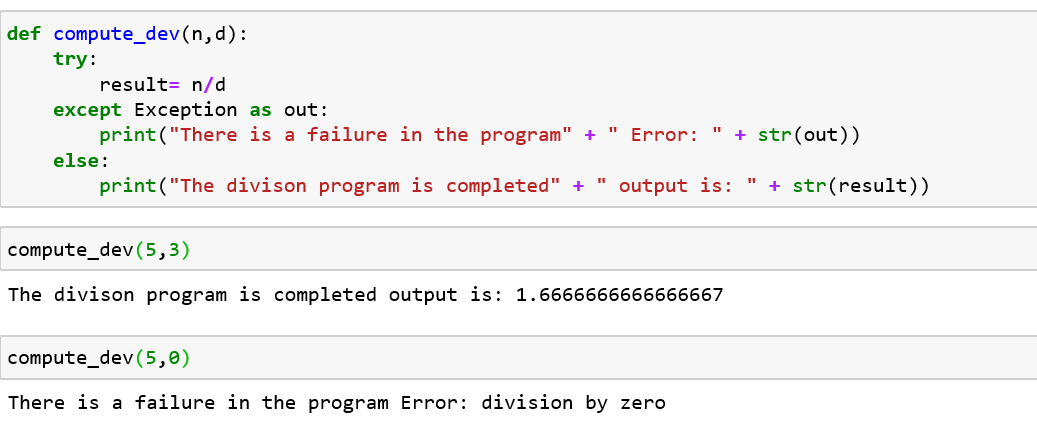 def compute_dev(n,d):
    try:
        result= n/d
    except Exception as out:
        print("There is a failure in the program" + " Error: " + str(out))
    else:
        print("The divison program is completed" + " output is: " + str(result))
compute_dev(5,3)
The divison program is completed output is: 1.6666666666666667
compute_dev(5,0)
There is a failure in the program Error: division by zero